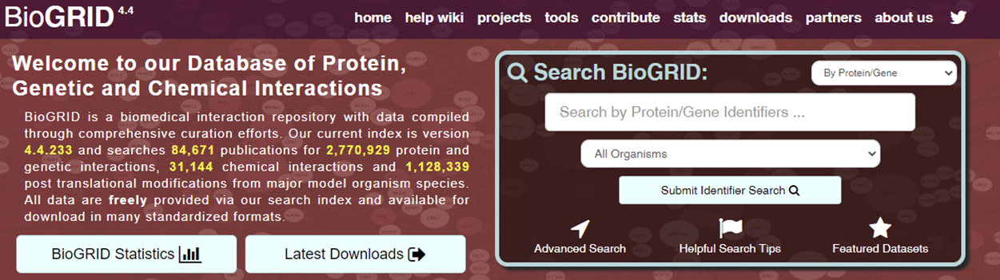 BioGRID 4.4
home help wiki projects tools contribute stats downloads partners about us
Welcome to our Database of Protein,
Genetic and Chemical Interactions
BioGRID is a biomedical interaction repository with data compiled
through comprehensive curation efforts. Our current index is version
4.4.233 and searches 84,671 publications for 2,770,929 protein and
genetic interactions, 31,144 chemical interactions and 1,128,339
post translational modifications from major model organism species.
All data are freely provided via our search index and available for
download in many standardized formats.
BioGRID Statistics
Latest Downloads
Search BioGRID:
By Protein/Gene
Search by Protein/Gene Identifiers ...
All Organisms
Submit Identifier Search
Advanced Search
Helpful Search Tips
Featured Datasets